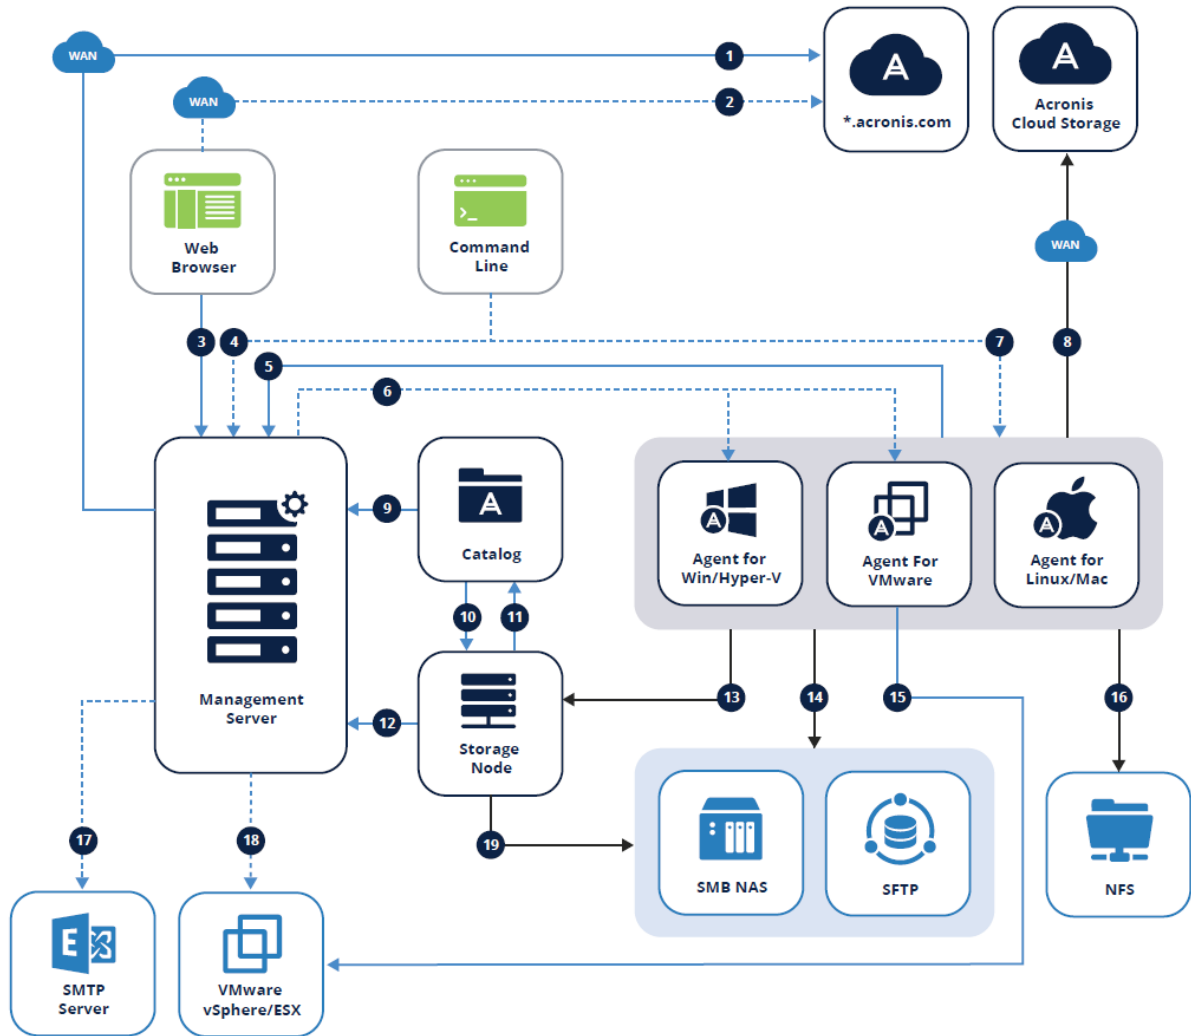 WAN
1
WAN
2
*.acronis.com
Acronis
Cloud Storage
Web
Browser
Command
Line
WAN
3
4
5
6
7
8
9
Catalog
Agent for
Win/Hyper-V
Agent For
VMware
Agent for
Linux/Mac
10
11
Management
Server
12
Storage
Node
13
14
15
16
17
18
19
SMB NAS
SFTP
NFS
SMTP
Server
VMware
vSphere/ESX